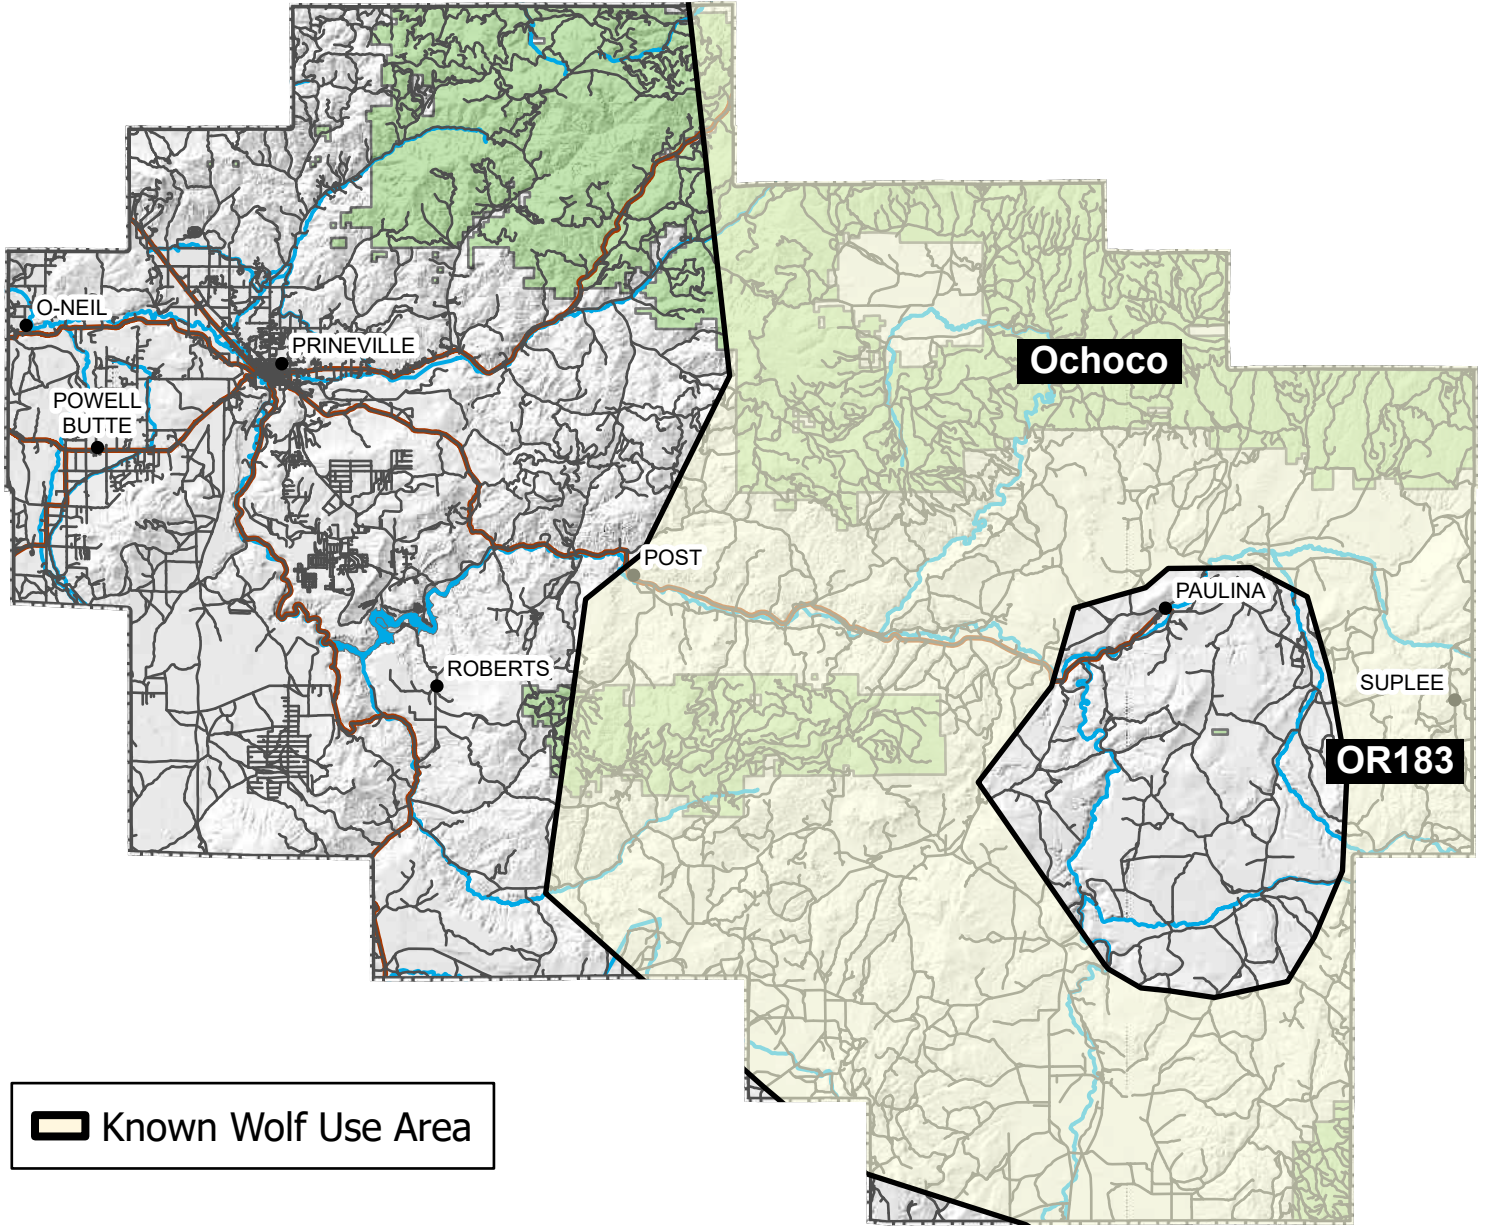 O-NEIL
PRINEVILLE
Ochoco
POWELL
BUTTE
POST
PAULINA
ROBERTS
SUPLEE
OR183
Known Wolf Use Area